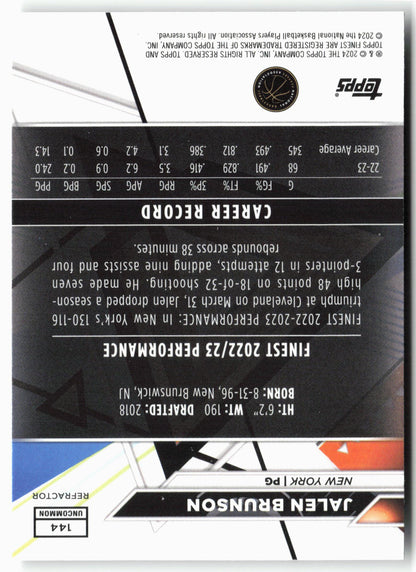 144
UNCOMMON
REFRACTOR
JALEN BRUNSON
NEW YORK | PG
HT: 6'2" WT: 190 DRAFTED: 2018
BORN: 8-31-96, New Brunswick, NJ
FINEST 2022/23 PERFORMANCE
FINEST 2022-2023 PERFORMANCE: In New York's 130-116
triumph at Cleveland on March 31, Jalen dropped a season-
high 48 points on 18-of-32 shooting. He made seven
3-pointers in 12 attempts, adding nine assists and four
rebounds across 38 minutes.
CAREER RECORD
G FG% FT% 3P% RPG APG SPG BPG PPG
22-23 68 .491 .829 .416 3.5 6.2 0.9 0.2 24.0
Career Average 345 .493 .812 .386 3.1 4.2 0.6 0.1 14.3
topps
® & © 2024 THE TOPPS COMPANY, INC. ALL RIGHTS RESERVED. TOPPS AND
TOPPS FINEST ARE REGISTERED TRADEMARKS OF THE TOPPS COMPANY, INC.
© 2024 the National Basketball Players Association. All rights reserved.